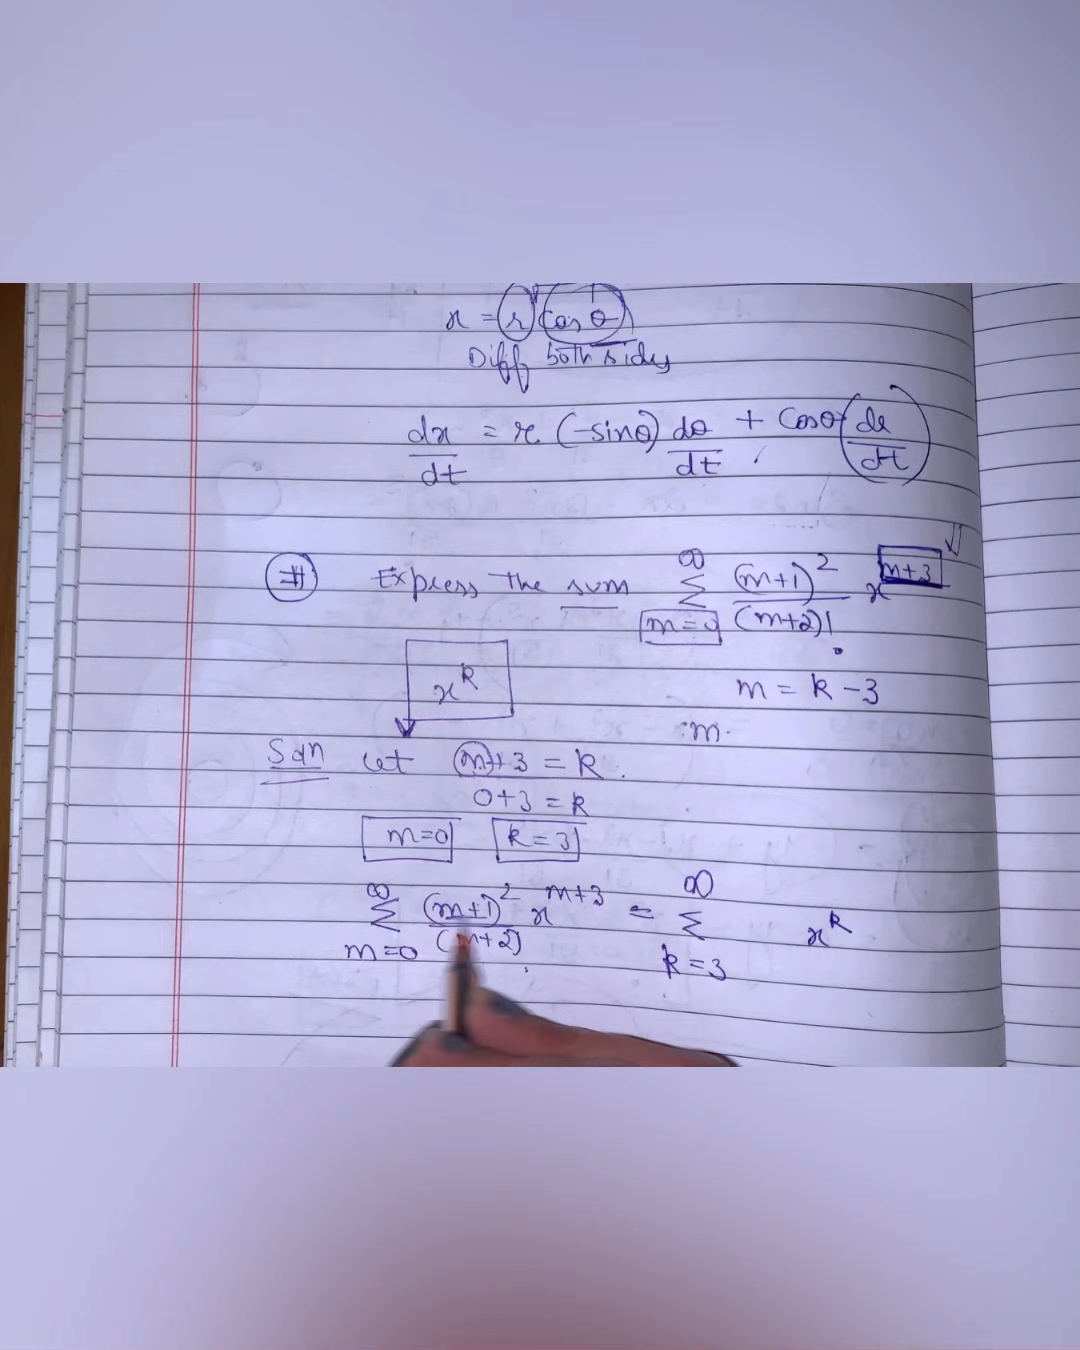 x = r cos θ
Diff both sides
dx/dt = r (-sinθ) dθ/dt + cosθ dr/dt
# Express the sum ∞ Σ m=0 (m+1)²/(m+2)! x^m+3
x^k
m = k - 3
m.
Soln Let m+3 = k.
0+3 = k
m=0 k=3
∞ Σ m=0 (m+1)²/(m+2) x^m+3 = ∞ Σ k=3 x^k